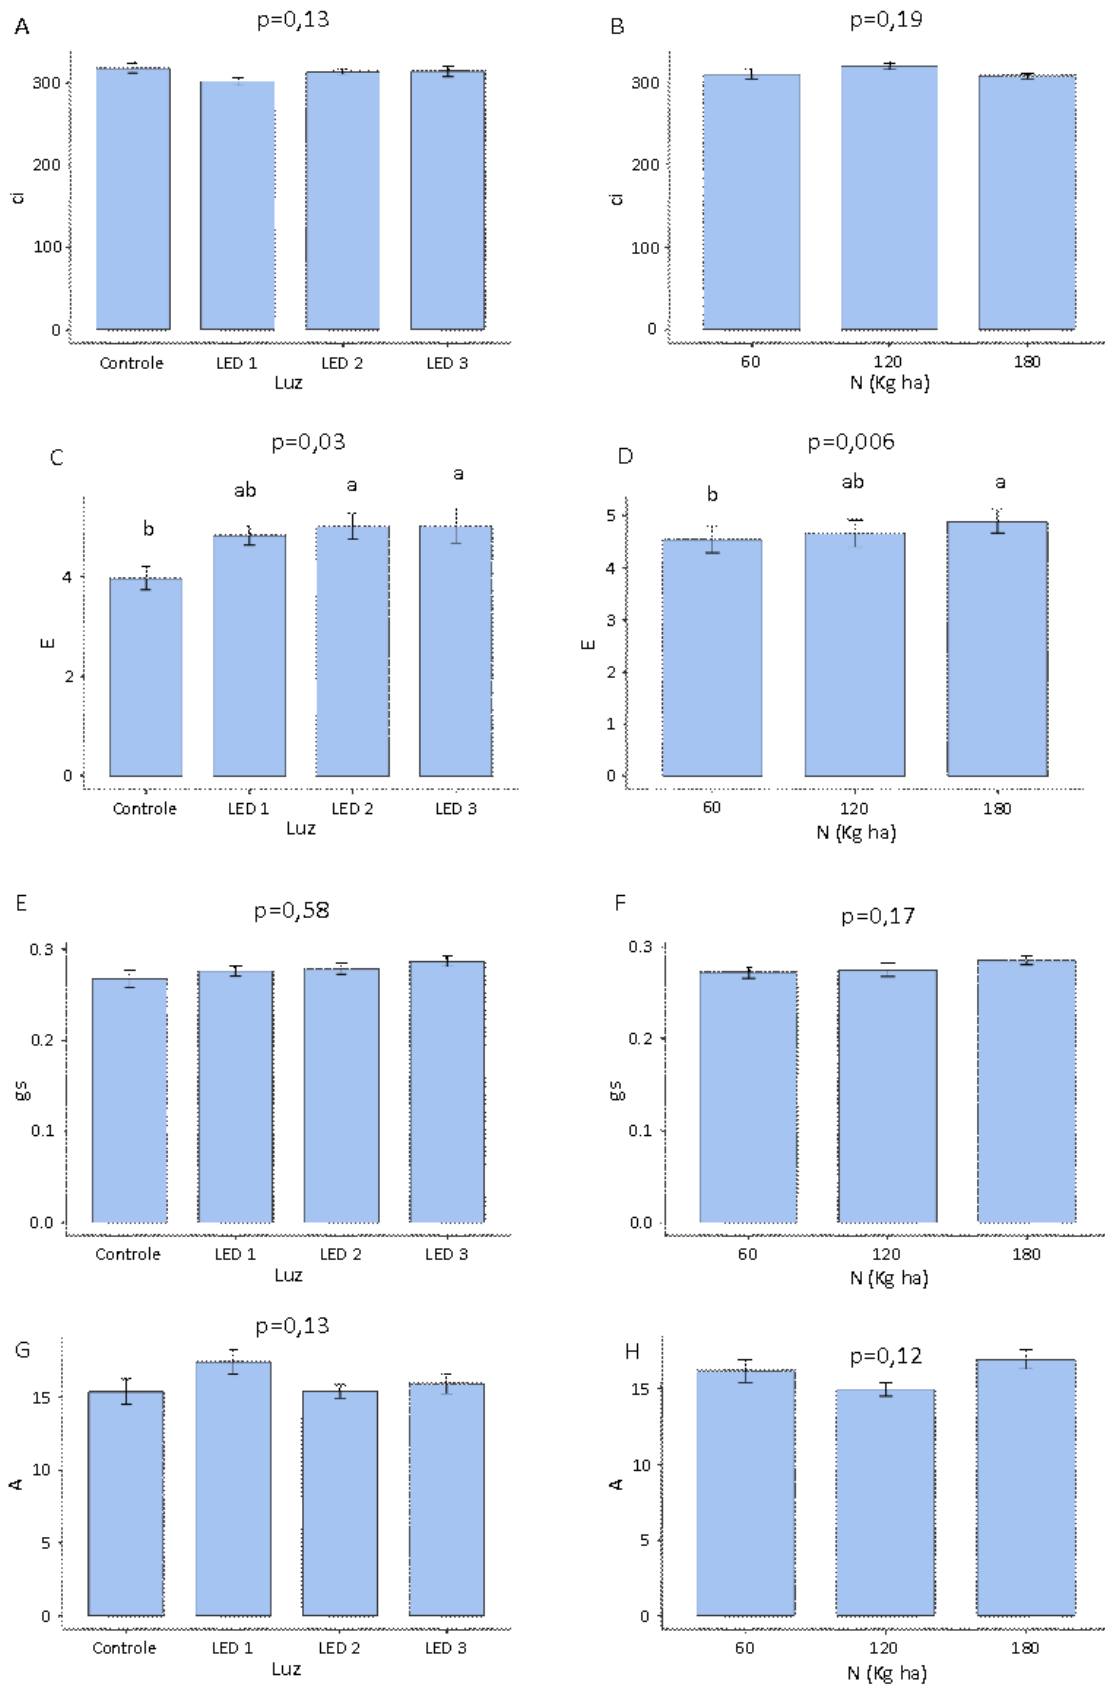 A
p=0,13
300
200
100
0
ci
Controle LED 1 LED 2 LED 3
Luz
B
p=0,19
300
200
100
0
ci
60 120 180
N (Kg ha)
C
p=0,03
b ab a a
4
2
0
E
Controle LED 1 LED 2 LED 3
Luz
D
p=0,006
b ab a
5
4
3
2
1
0
E
60 120 180
N (Kg ha)
E
p=0,58
0.3
0.2
0.1
0.0
gs
Controle LED 1 LED 2 LED 3
Luz
F
p=0,17
0.3
0.2
0.1
0.0
gs
60 120 180
N (Kg ha)
G
p=0,13
15
10
5
0
A
Controle LED 1 LED 2 LED 3
Luz
H
p=0,12
15
10
5
0
A
60 120 180
N (Kg ha)